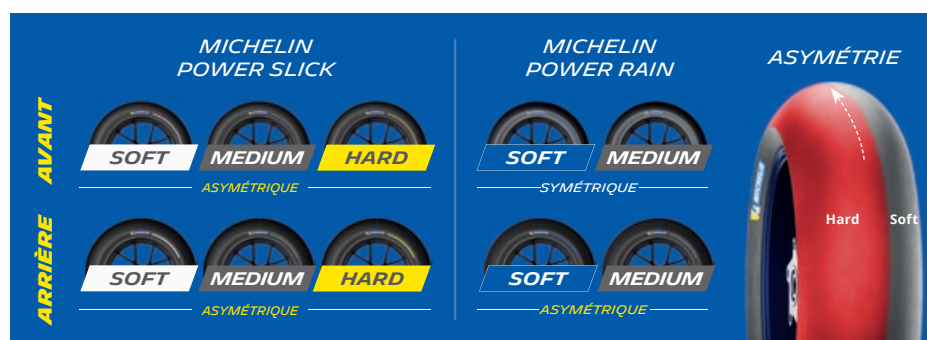 MICHELIN
POWER SLICK
MICHELIN
POWER RAIN
ASYMÉTRIE
AVANT
SOFT
MEDIUM
HARD
SOFT
MEDIUM
ASYMÉTRIQUE
SYMÉTRIQUE
Hard
Soft
ARRIÈRE
SOFT
MEDIUM
HARD
SOFT
MEDIUM
ASYMÉTRIQUE
ASYMÉTRIQUE